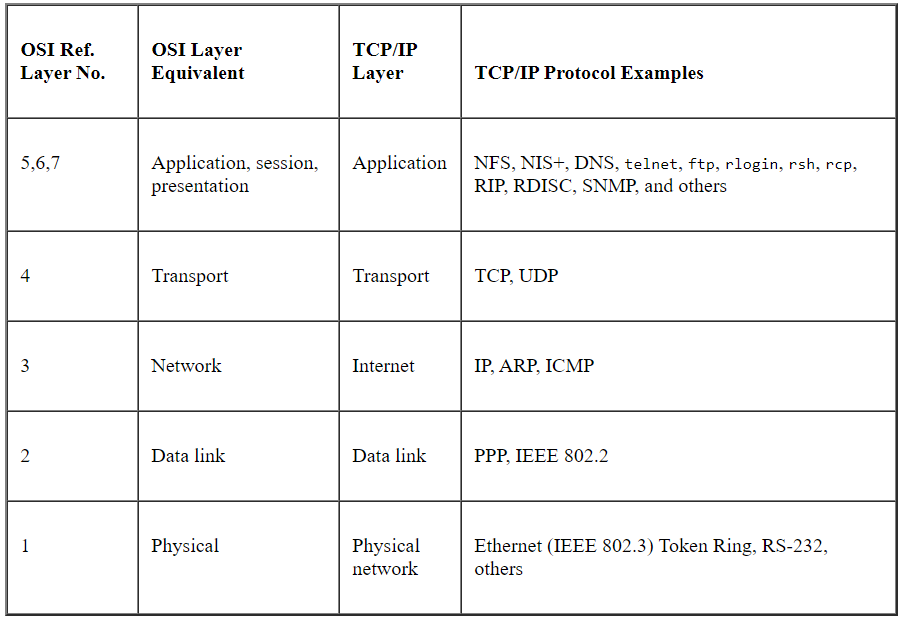 OSI Ref. Layer No.
OSI Layer Equivalent
TCP/IP Layer
TCP/IP Protocol Examples
5,6,7
Application, session,
presentation
Application
NFS, NIS+, DNS, telnet, ftp, rlogin, rsh, rcp,
RIP, RDISC, SNMP, and others
4
Transport
Transport
TCP, UDP
3
Network
Internet
IP, ARP, ICMP
2
Data link
Data link
PPP, IEEE 802.2
1
Physical
Physical
network
Ethernet (IEEE 802.3) Token Ring, RS-232,
others